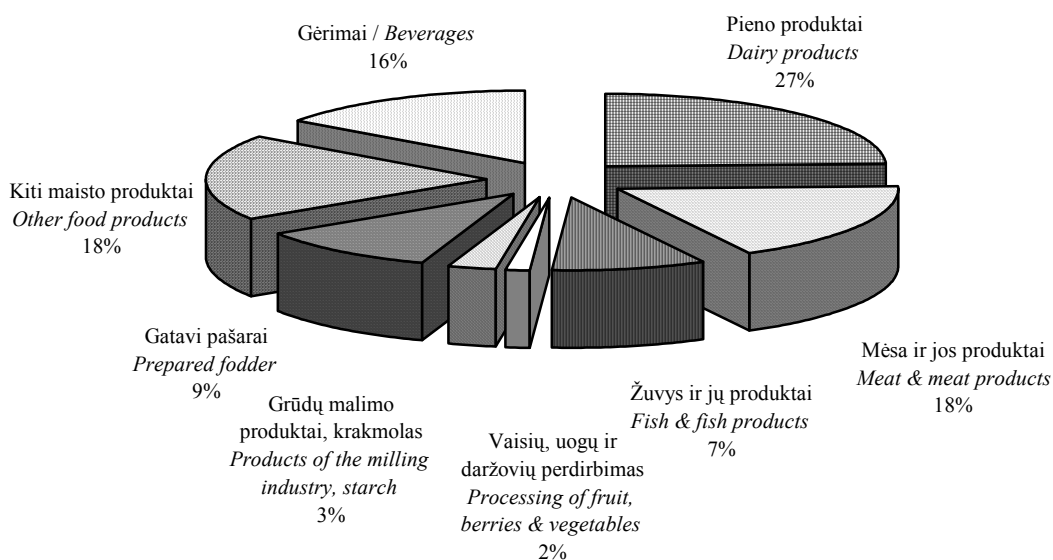 Gėrimai / Beverages
16%
Pieno produktai
Dairy products
27%
Kiti maisto produktai
Other food products
18%
Gatavi pašarai
Prepared fodder
9%
Grūdų malimo
produktai, krakmolas
Products of the milling
industry, starch
3%
Vaisių, uogų ir
daržovių perdirbimas
Processing of fruit,
berries & vegetables
2%
Žuvys ir jų produktai
Fish & fish products
7%
Mėsa ir jos produktai
Meat & meat products
18%